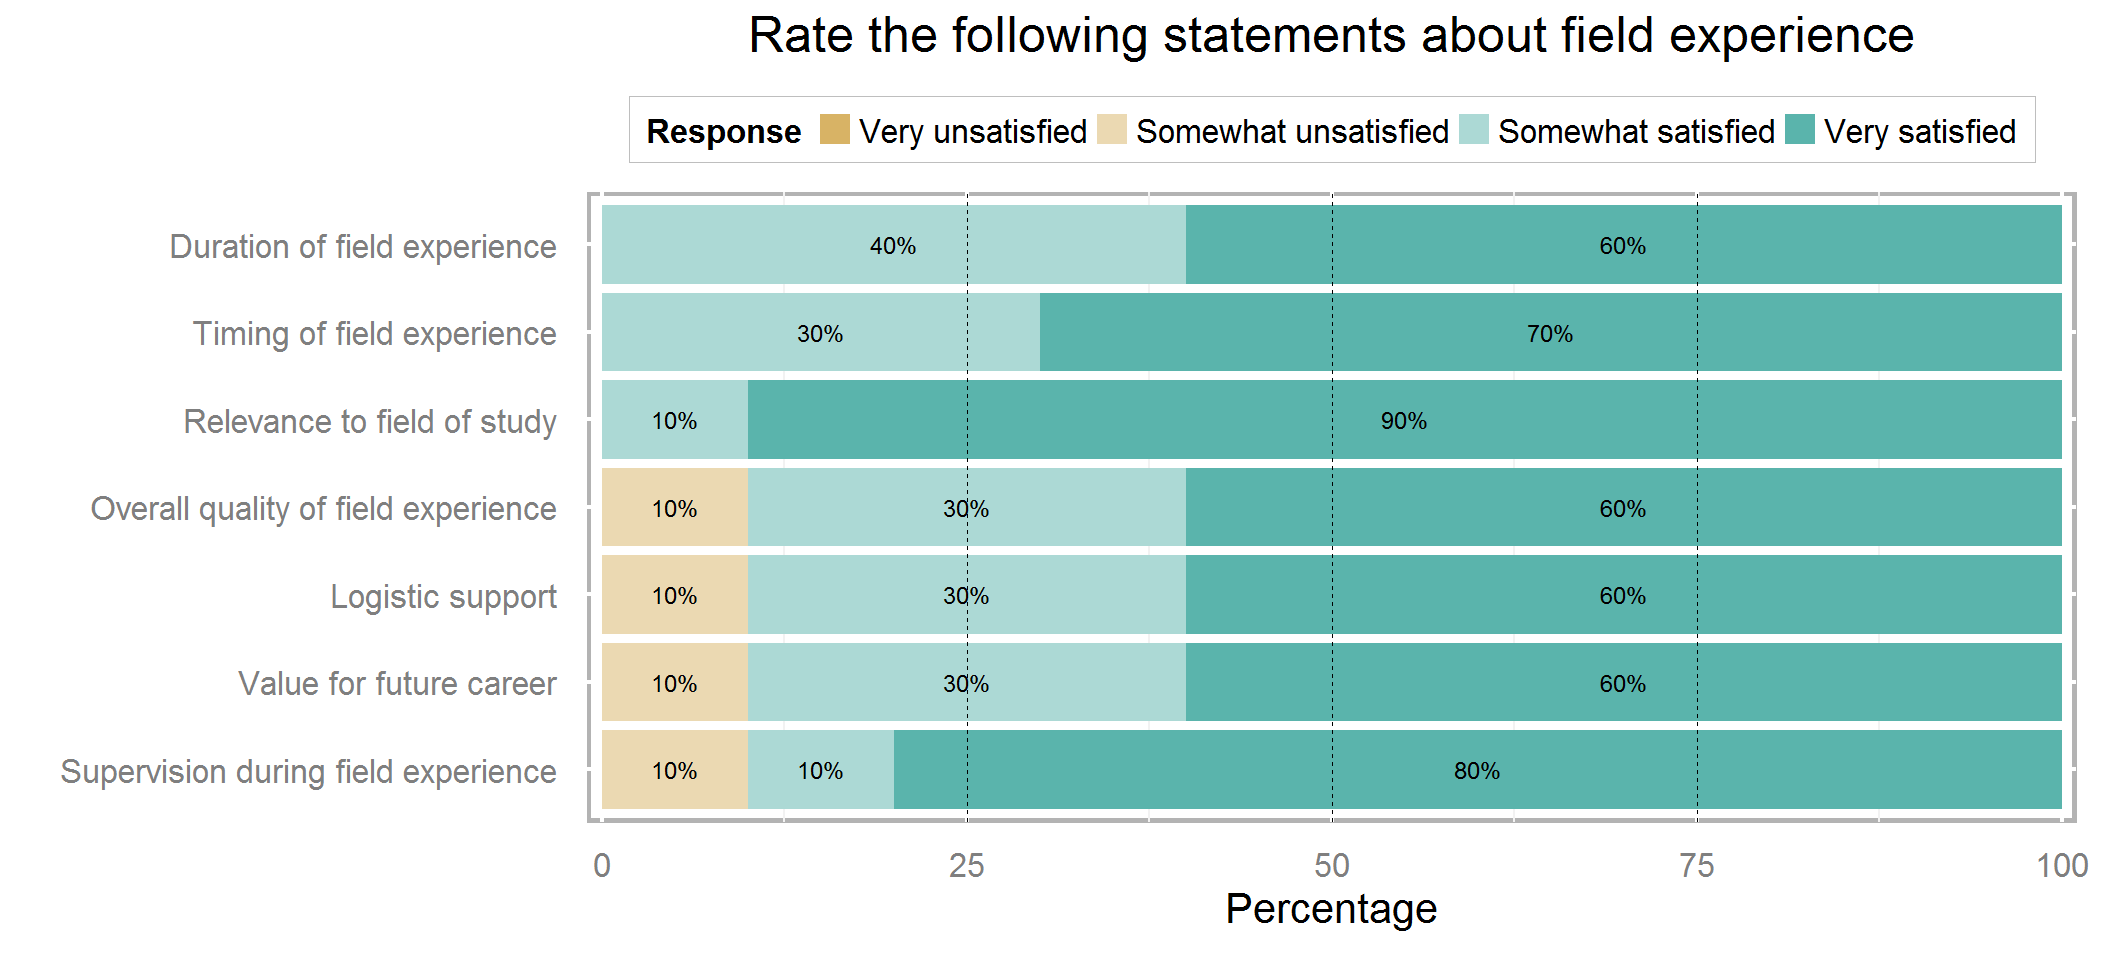 Rate the following statements about field experience
Response Very unsatisfied Somewhat unsatisfied Somewhat satisfied Very satisfied
Duration of field experience 40% 60%
Timing of field experience 30% 70%
Relevance to field of study 10% 90%
Overall quality of field experience 10% 30% 60%
Logistic support 10% 30% 60%
Value for future career 10% 30% 60%
Supervision during field experience 10% 10% 80%
0 25 50 75 100
Percentage